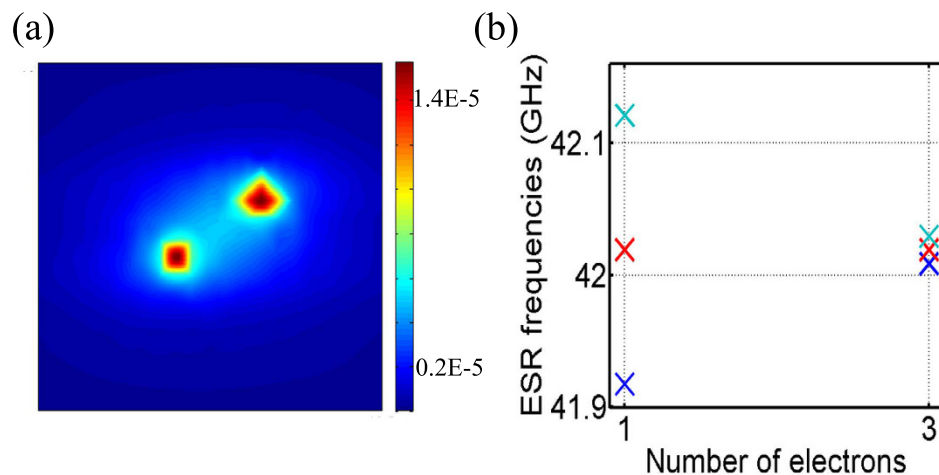 (a)
1.4E-5
0.2E-5
(b)
ESR frequencies (GHz)
42.1
42
41.9
1
3
Number of electrons